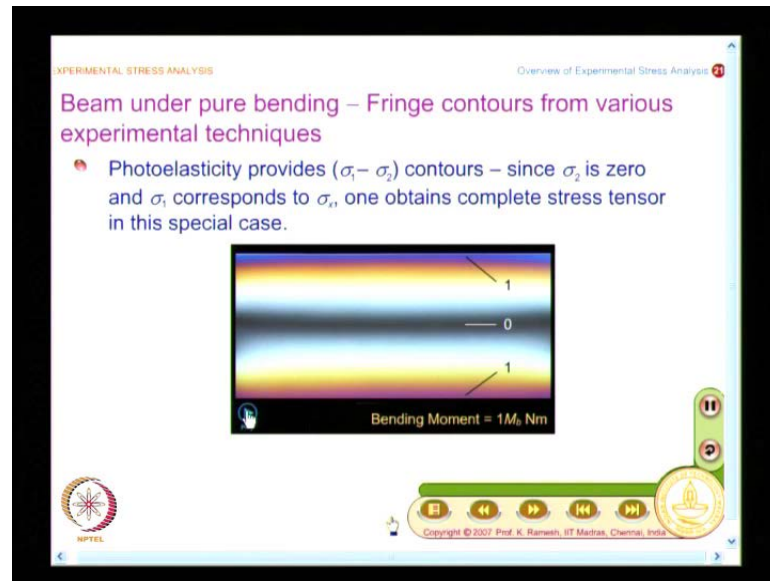 XPERIMENTAL STRESS ANALYSIS
Overview of Experimental Stress Analysis 21
Beam under pure bending – Fringe contours from various
experimental techniques
Photoelasticity provides (σ₁– σ₂) contours – since σ₂ is zero
and σ₁ corresponds to σₓ, one obtains complete stress tensor
in this special case.
1
0
1
Bending Moment = 1M_b Nm
NPTEL
Copyright © 2007 Prof. K. Ramesh, IIT Madras, Chennai, India